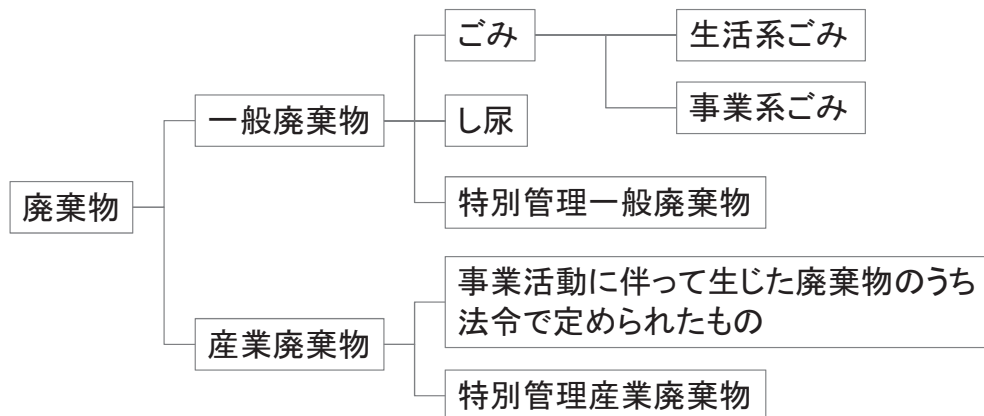 ごみ
生活系ごみ
事業系ごみ
一般廃棄物
し尿
廃棄物
特別管理一般廃棄物
事業活動に伴って生じた廃棄物のうち
法令で定められたもの
産業廃棄物
特別管理産業廃棄物